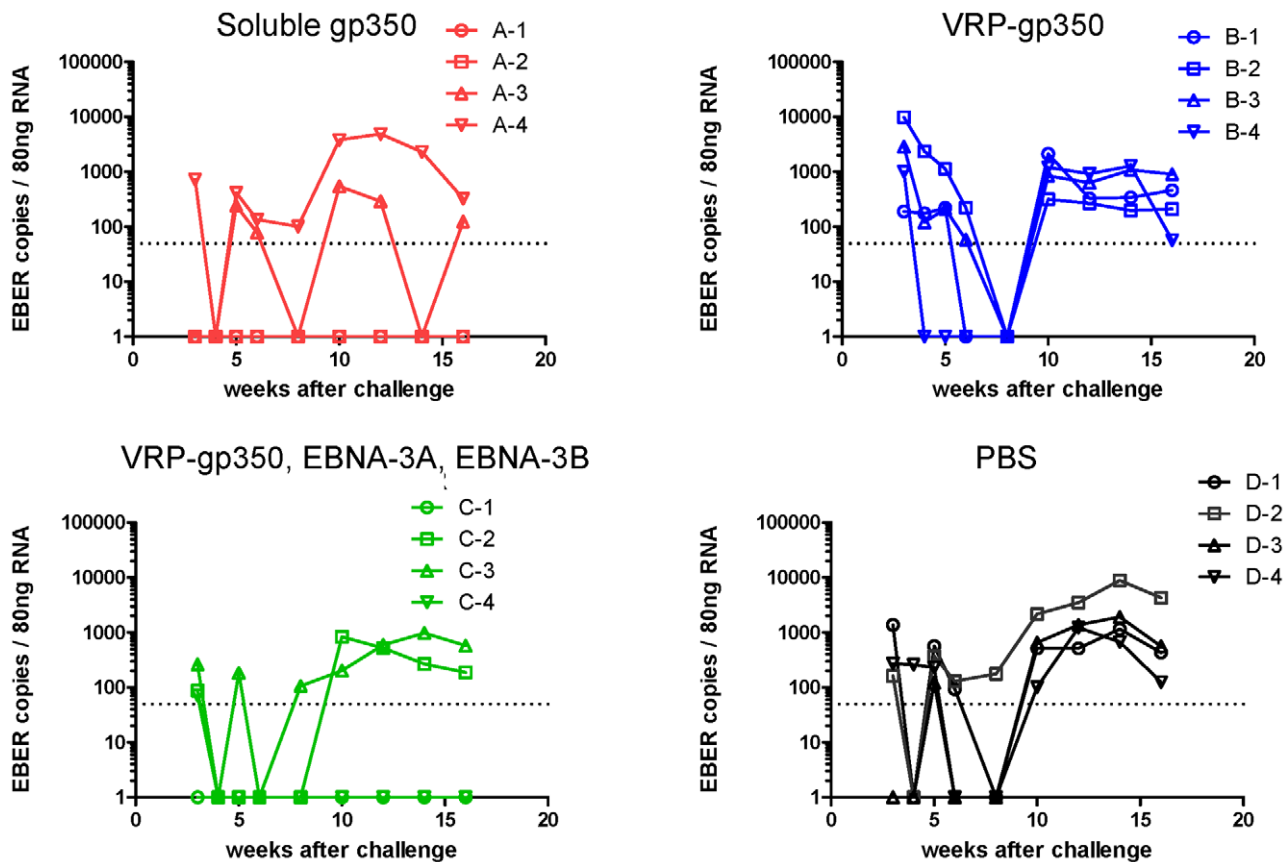 Soluble gp350
A-1
A-2
A-3
A-4
EBER copies / 80ng RNA
100000
10000
1000
100
10
1
0
5
10
15
20
weeks after challenge
VRP-gp350
B-1
B-2
B-3
B-4
EBER copies / 80ng RNA
100000
10000
1000
100
10
1
0
5
10
15
20
weeks after challenge
VRP-gp350, EBNA-3A, EBNA-3B
C-1
C-2
C-3
C-4
EBER copies / 80ng RNA
100000
10000
1000
100
10
1
0
5
10
15
20
weeks after challenge
PBS
D-1
D-2
D-3
D-4
EBER copies / 80ng RNA
100000
10000
1000
100
10
1
0
5
10
15
20
weeks after challenge